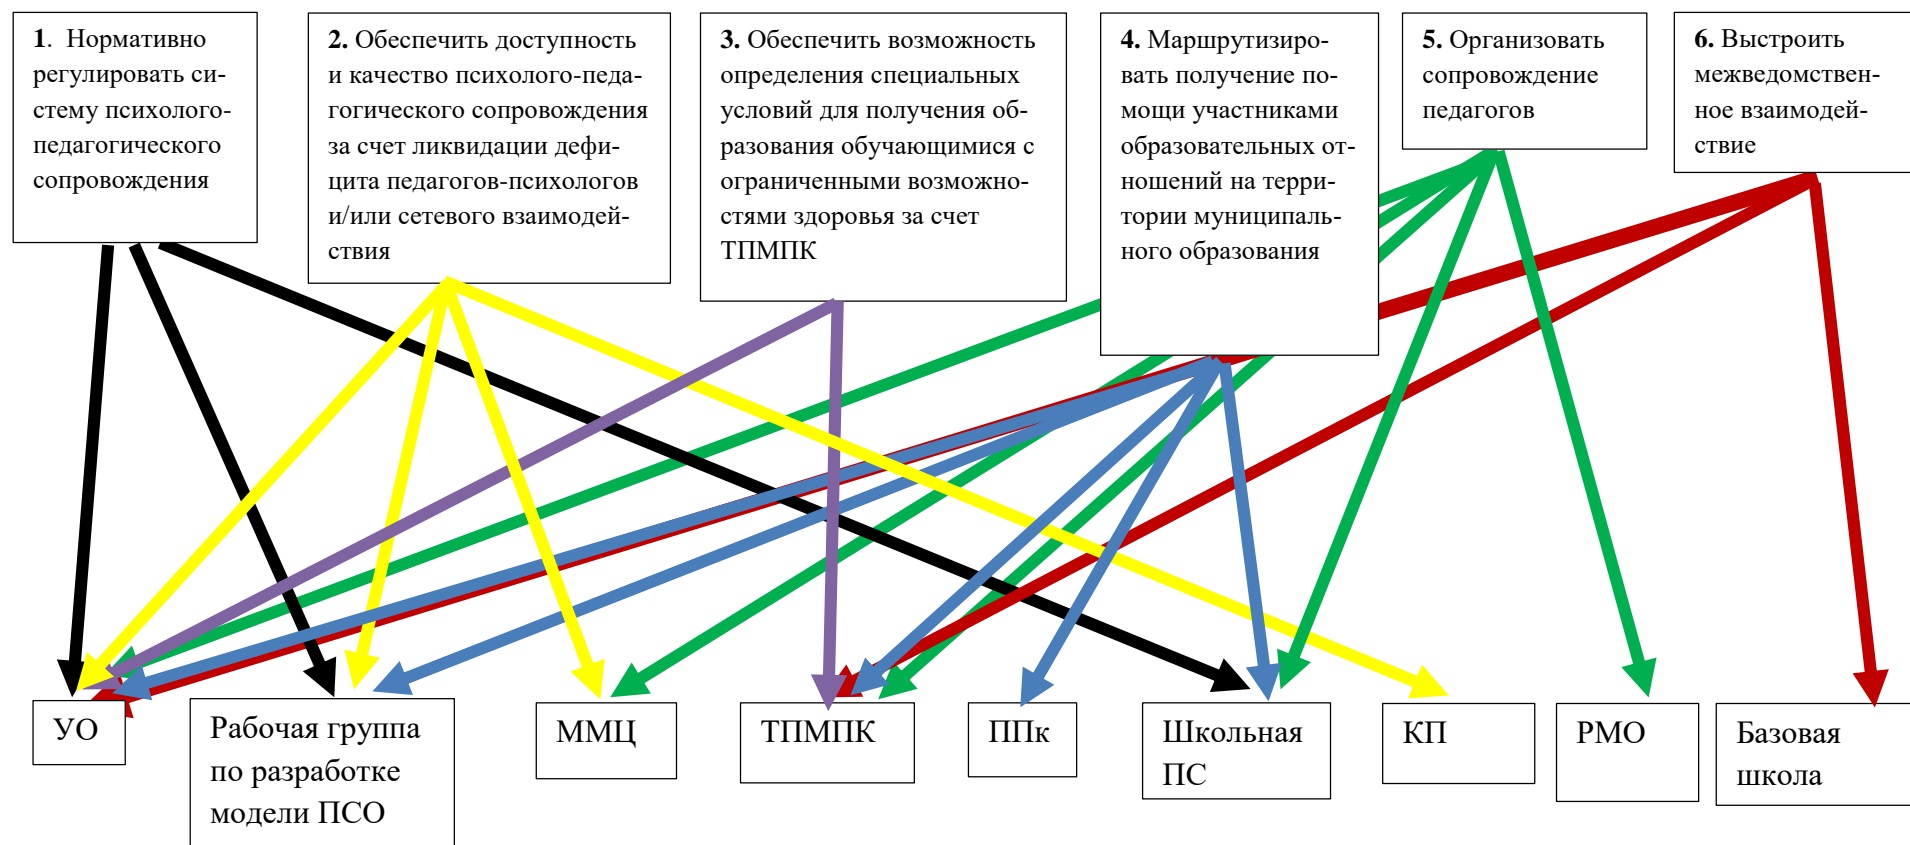 1. Нормативно
регулировать си-
стему психолого-
педагогического
сопровождения
2. Обеспечить доступность
и качество психолого-педа-
гогического сопровождения
за счет ликвидации дефи-
цита педагогов-психологов
и/или сетевого взаимодей-
ствия
3. Обеспечить возможность
определения специальных
условий для получения об-
разования обучающимися с
ограниченными возможно-
стями здоровья за счет
ТПМПК
4. Маршрутизиро-
вать получение по-
мощи участниками
образовательных от-
ношений на терри-
тории муниципаль-
ного образования
5. Организовать
сопровождение
педагогов
6. Выстроить
межведомствен-
ное взаимодей-
ствие
УО
Рабочая группа
по разработке
модели ПСО
ММЦ
ТПМПК
ППк
Школьная
ПС
КП
РМО
Базовая
школа